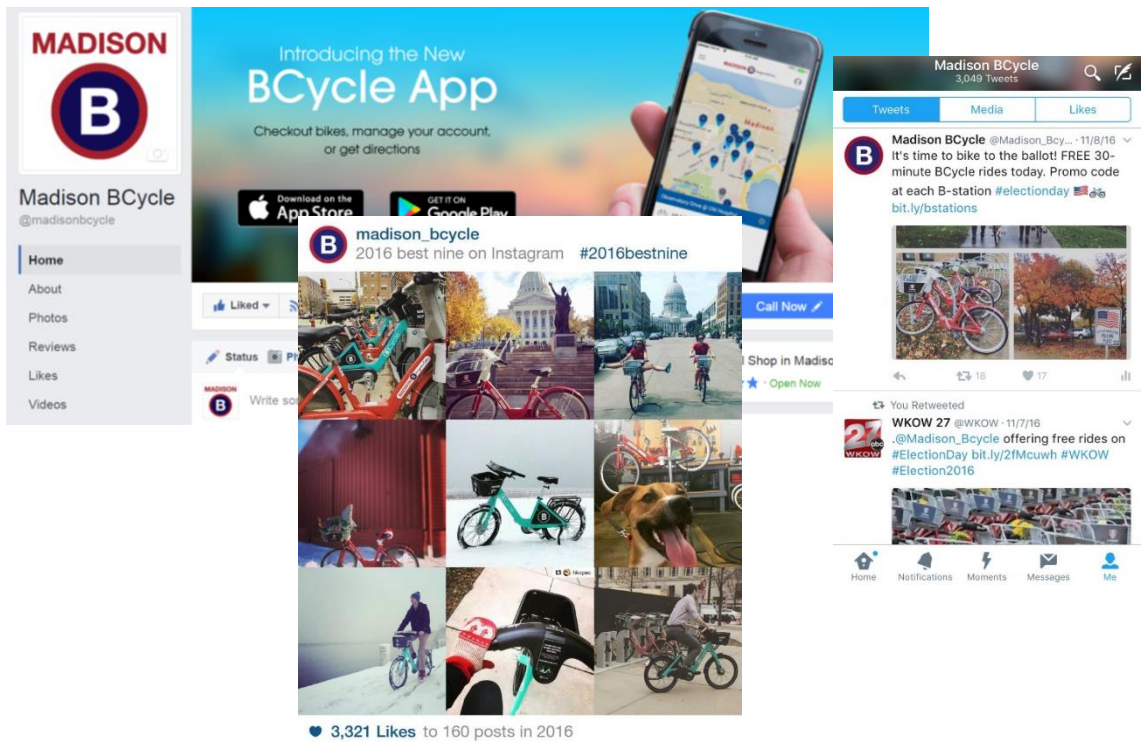 MADISON
B
Madison BCycle
@madisonbcycle
Home
About
Photos
Reviews
Likes
Videos
Introducing the New
BCycle App
Checkout bikes, manage your account,
or get directions
Download on the
App Store
GET IT ON
Google Play
MADISON
Madison
Liked
Call Now
Status
Shop in Madiso
Open Now
MADISON
B
madison_bcycle
2016 best nine on Instagram #2016bestnine
B
3,321 Likes to 160 posts in 2016
Madison BCycle
3,049 Tweets
Tweets Media Likes
Madison BCycle @Madison_Bcy... · 11/8/16
It's time to bike to the ballot! FREE 30-
minute BCycle rides today. Promo code
at each B-station #electionday
bit.ly/bstations
18 17
You Retweeted
WKOW 27 @WKOW · 11/7/16
.@Madison_Bcycle offering free rides on
#ElectionDay bit.ly/2fMcuwh #WKOW
#Election2016
27
abc
WKOW
Home Notifications Moments Messages Me